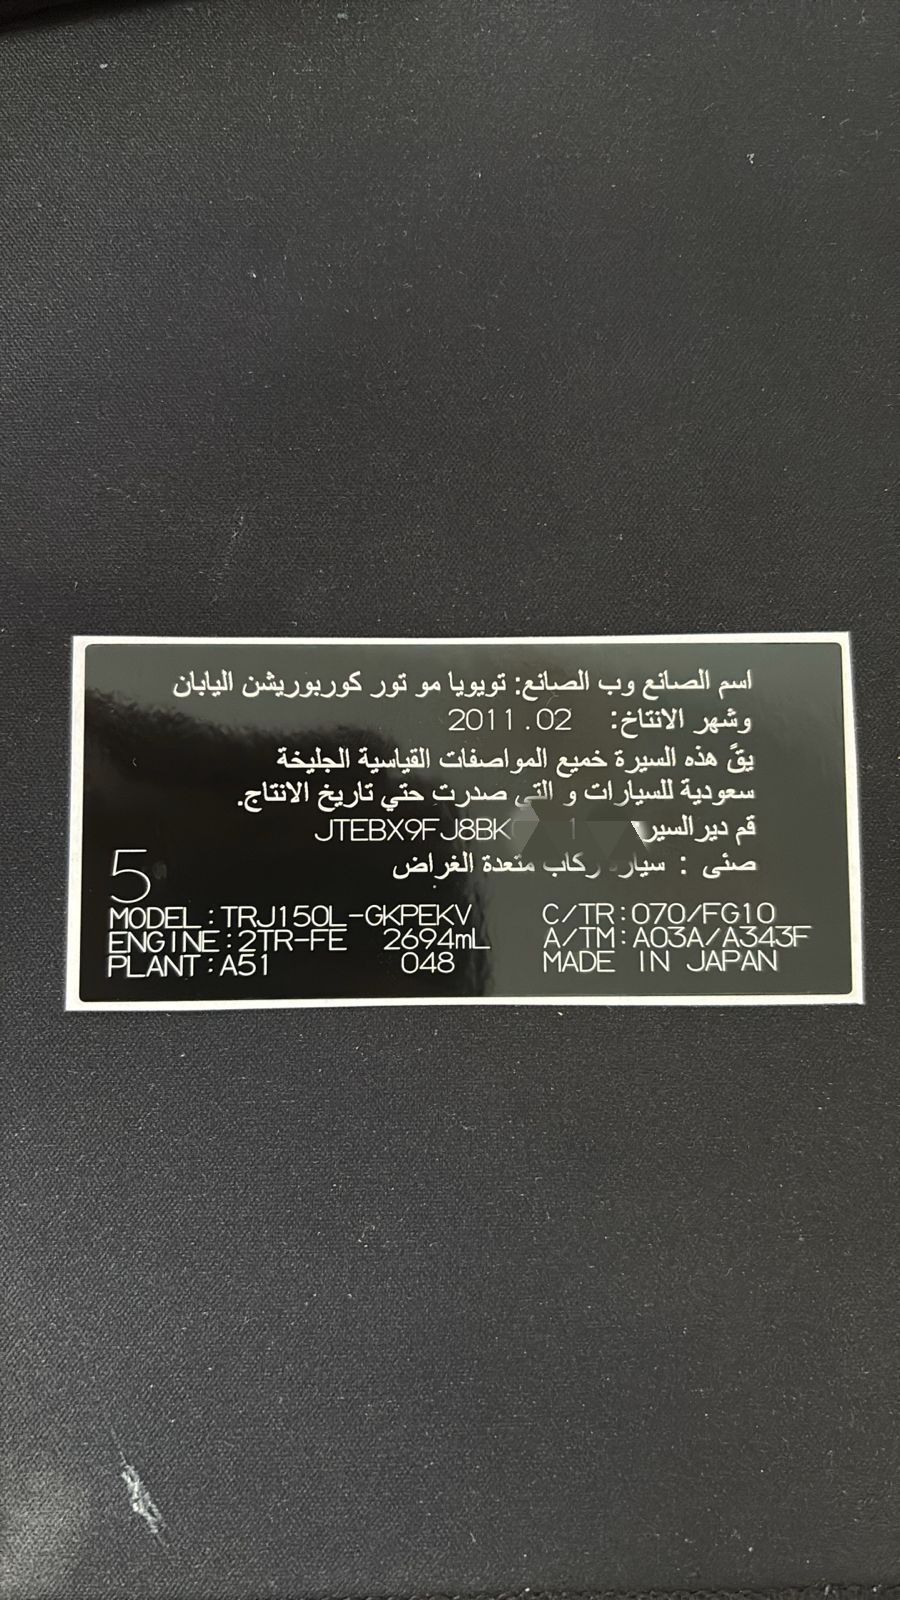 اسم الصانع وب الصانع: تويويا مو تور كوربوريشن اليابان
وشهر الانتاخ: 2011.02
يقً هذه السيرة خميع المواصفات القياسية الجليخة
سعودية للسيارات و التي صدرت حتي تاريخ الانتاج.
قم دير السير JTEBX9FJ8BK 1
صئى : سيارة ركاب متعدة الغراض
5
MODEL:TRJ150L-GKPEKV C/TR:070/FG10
ENGINE:2TR-FE 2694mL A/TM:A03A/A343F
PLANT:A51 048 MADE IN JAPAN